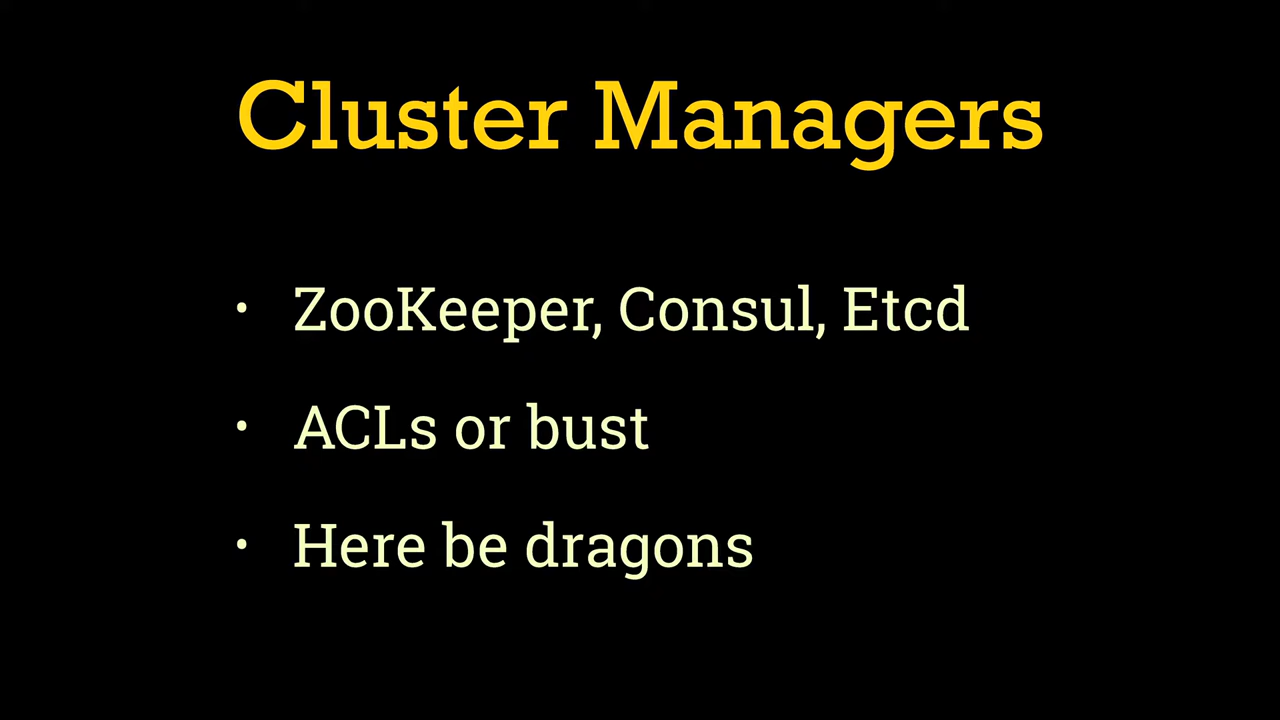 Cluster Managers
• ZooKeeper, Consul, Etcd
• ACLs or bust
• Here be dragons